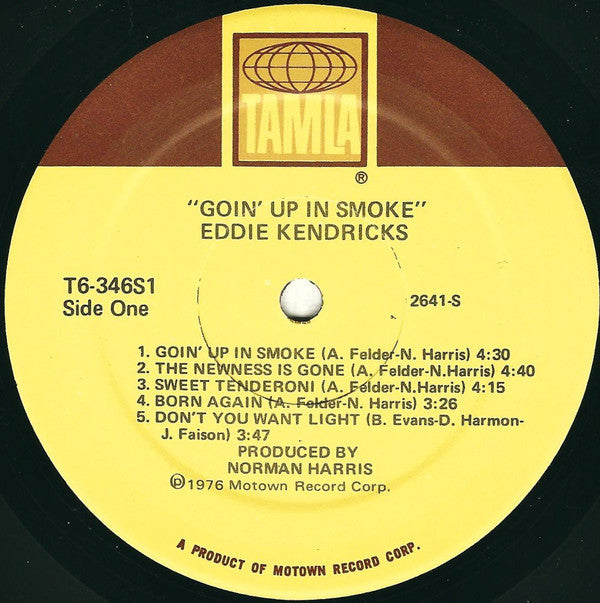 TAMLA
®
"GOIN' UP IN SMOKE"
EDDIE KENDRICKS
T6-346S1
Side One
2641-S
1. GOIN' UP IN SMOKE (A. Felder-N. Harris) 4:30
2. THE NEWNESS IS GONE (A. Felder-N.Harris) 4:40
3. SWEET TENDERONI (A. Felder-N. Harris) 4:15
4. BORN AGAIN (A. Felder-N. Harris) 3:26
5. DON'T YOU WANT LIGHT (B. Evans-D. Harmon-
J. Faison) 3:47
PRODUCED BY
NORMAN HARRIS
℗1976 Motown Record Corp.
A PRODUCT OF MOTOWN RECORD CORP.